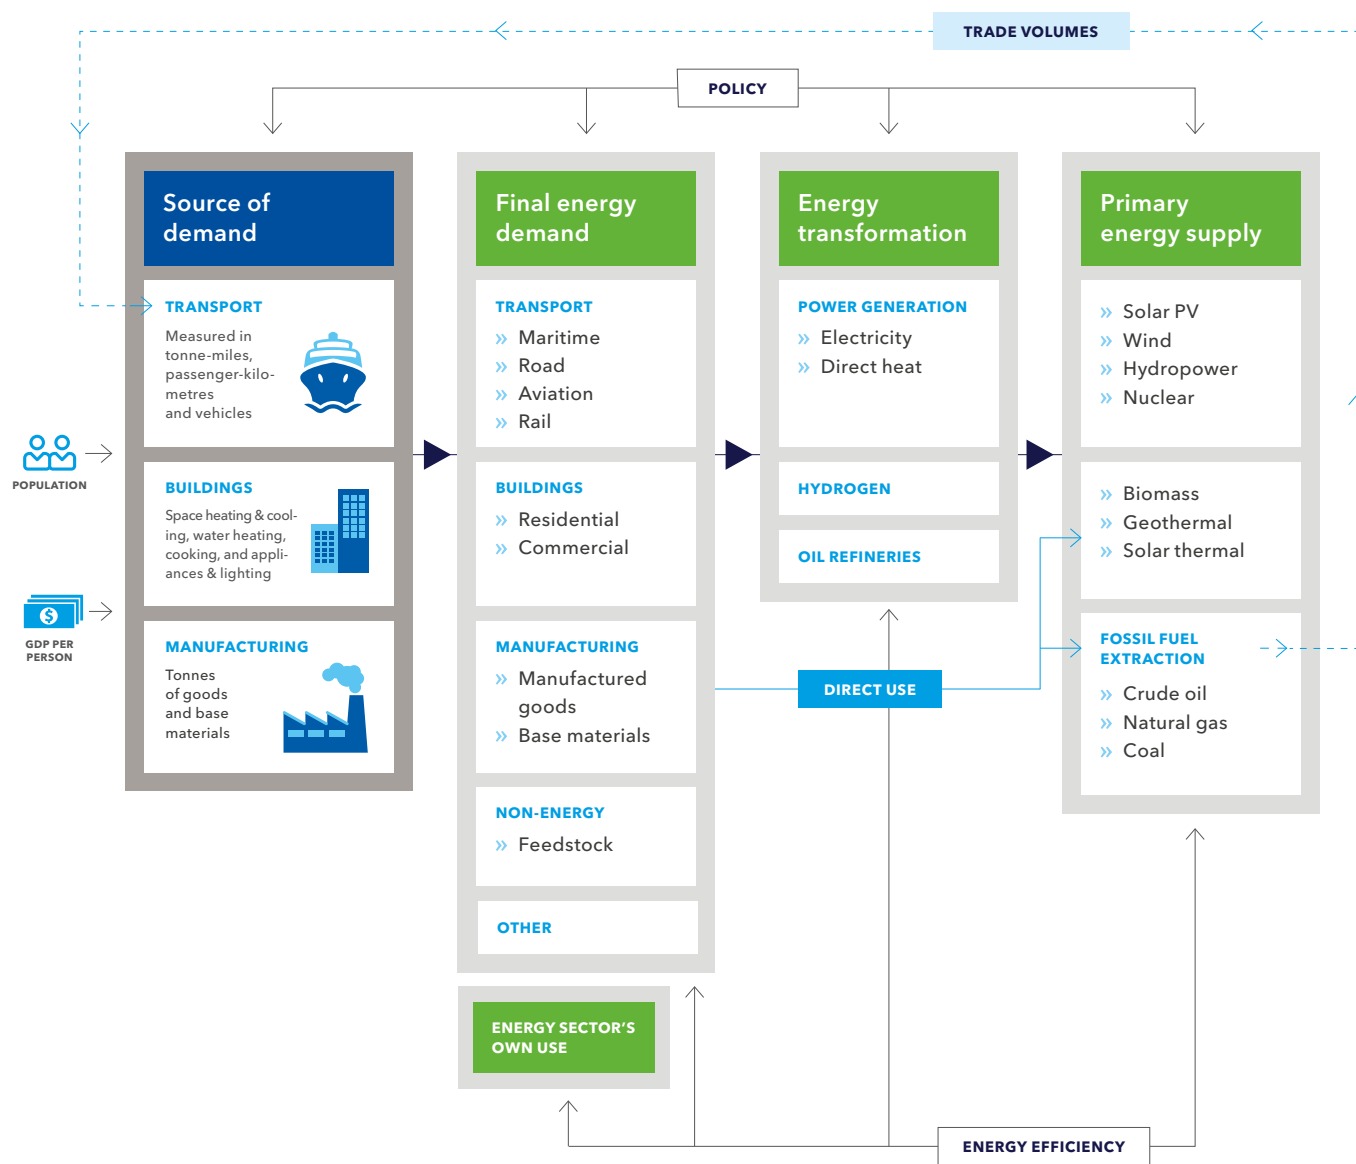 TRADE VOLUMES
POLICY
Source of
demand
TRANSPORT
Measured in
tonne-miles,
passenger-kilo-
metres
and vehicles
POPULATION
BUILDINGS
Space heating & cool-
ing, water heating,
cooking, and appli-
ances & lighting
$
GDP PER
PERSON
MANUFACTURING
Tonnes
of goods
and base
materials
Final energy
demand
TRANSPORT
» Maritime
» Road
» Aviation
» Rail
BUILDINGS
» Residential
» Commercial
MANUFACTURING
» Manufactured
goods
» Base materials
NON-ENERGY
» Feedstock
OTHER
ENERGY SECTOR'S
OWN USE
Energy
transformation
POWER GENERATION
» Electricity
» Direct heat
HYDROGEN
OIL REFINERIES
DIRECT USE
Primary
energy supply
» Solar PV
» Wind
» Hydropower
» Nuclear
» Biomass
» Geothermal
» Solar thermal
FOSSIL FUEL
EXTRACTION
» Crude oil
» Natural gas
» Coal
ENERGY EFFICIENCY